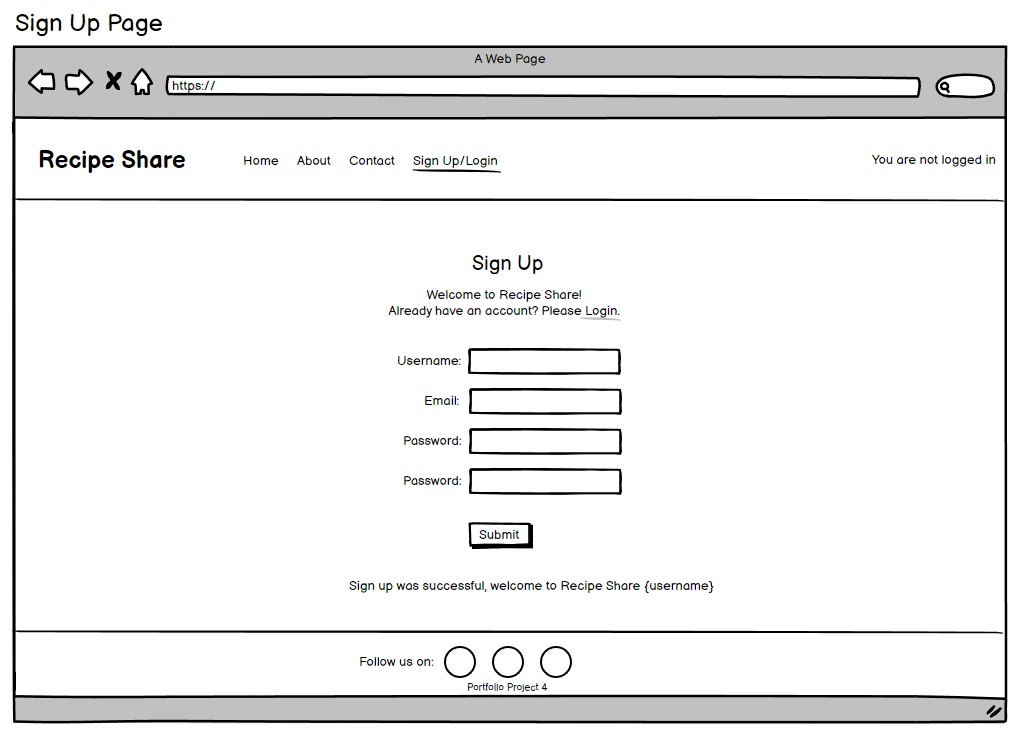 Sign Up Page
A Web Page
https://
Recipe Share Home About Contact Sign Up/Login You are not logged in
Sign Up
Welcome to Recipe Share!
Already have an account? Please Login.
Username:
Email:
Password:
Password:
Submit
Sign up was successful, welcome to Recipe Share {username}
Follow us on:
Portfolio Project 4